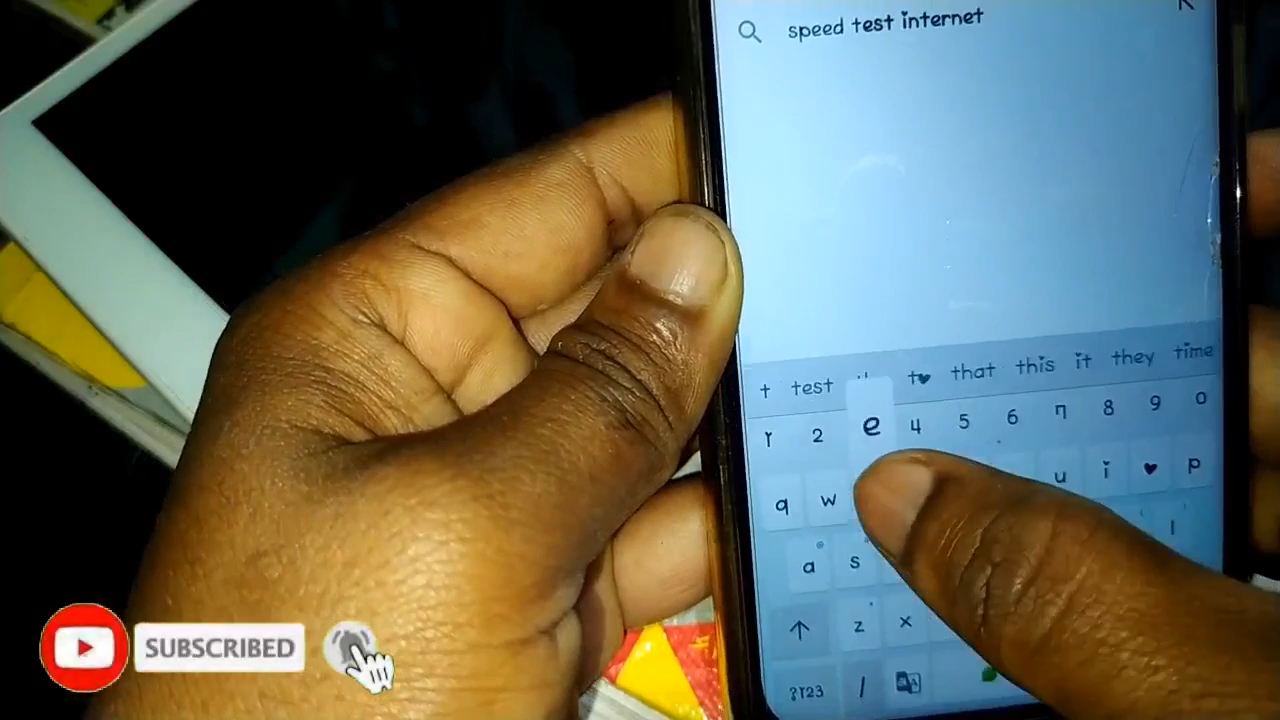 speed test internet
t test t♥ that this it they time
1 2 e 4 5 6 7 8 9 0
q w u i ♥ p
a s l
z x
?123 /
SUBSCRIBED